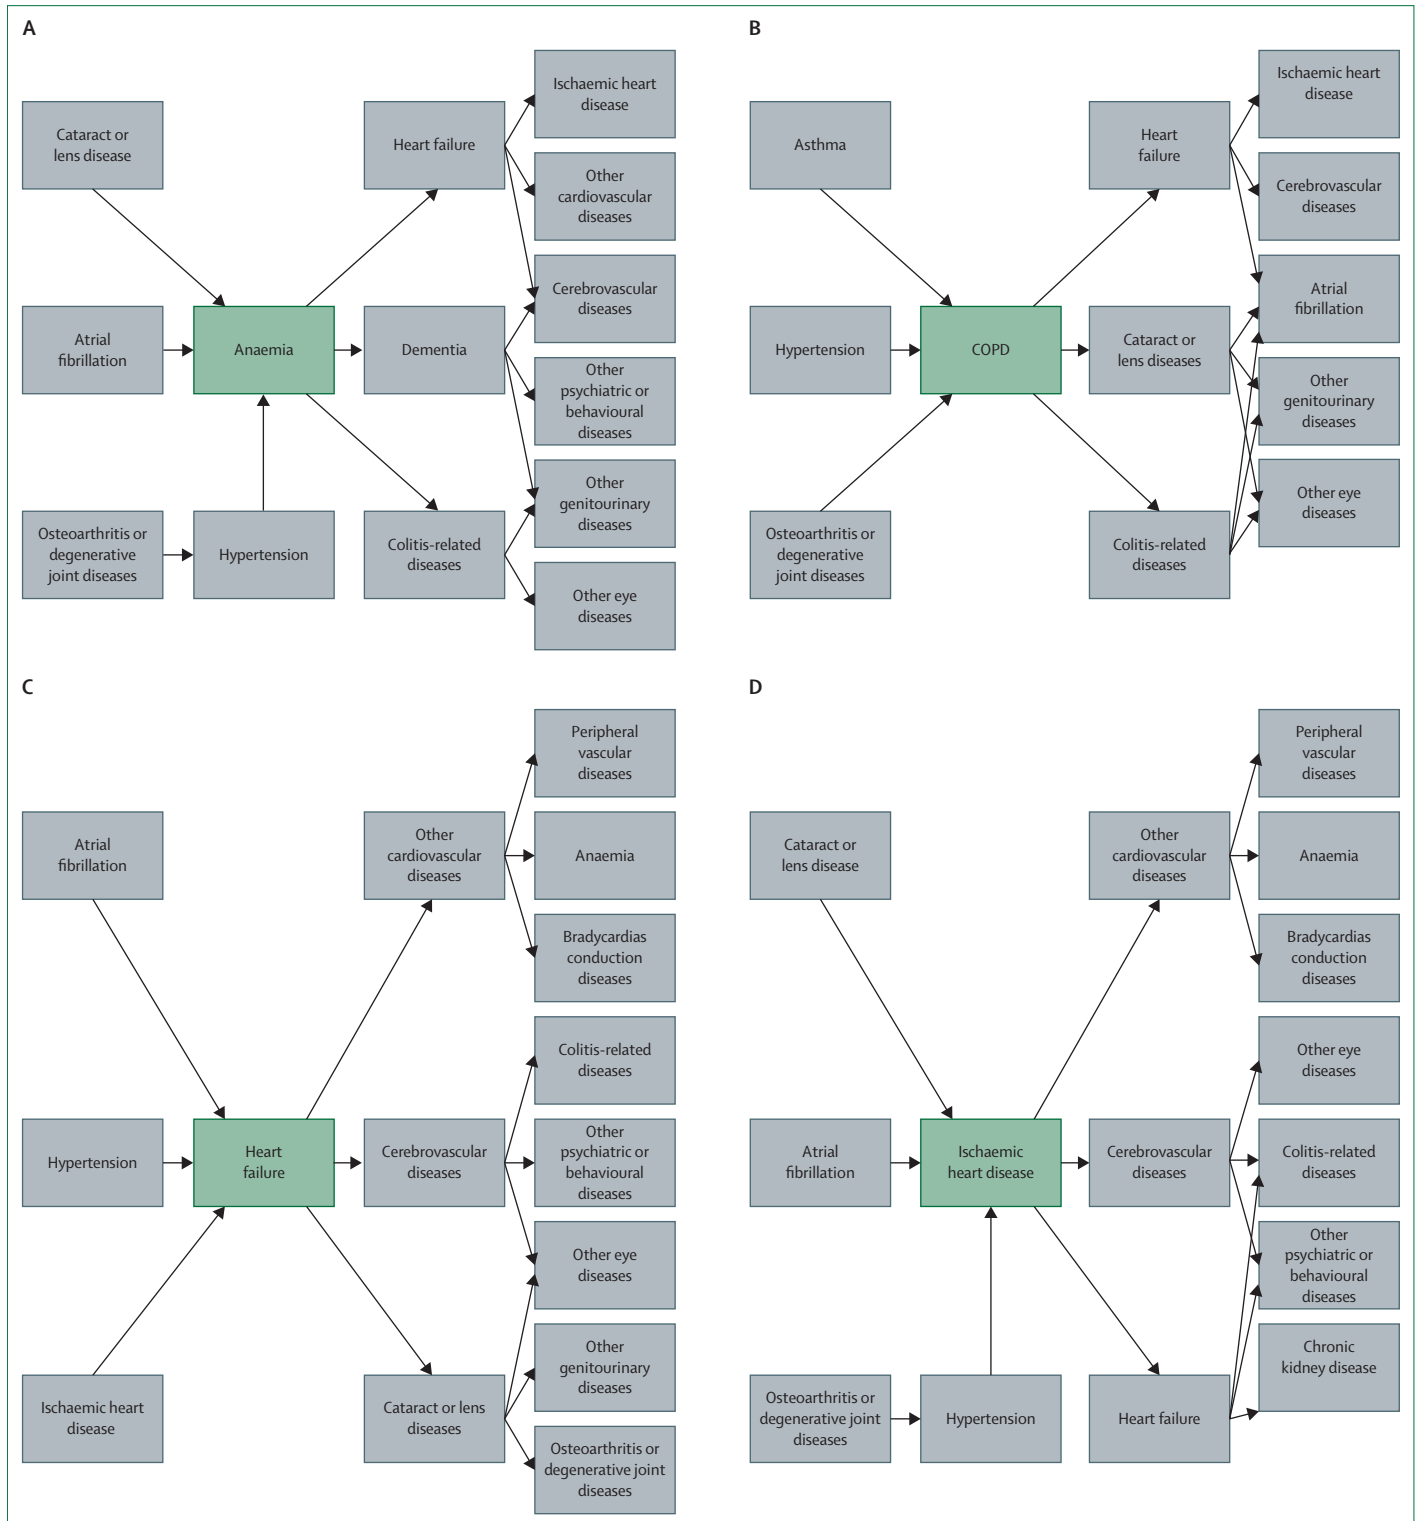 A
Cataract or
lens disease
Atrial
fibrillation
Osteoarthritis or
degenerative
joint diseases
Anaemia
Hypertension
Heart failure
Dementia
Colitis-related
diseases
Ischaemic heart
disease
Other
cardiovascular
diseases
Cerebrovascular
diseases
Other
psychiatric or
behavioural
diseases
Other
genitourinary
diseases
Other eye
diseases
B
Asthma
Hypertension
Osteoarthritis or
degenerative
joint diseases
COPD
Heart
failure
Cataract or
lens diseases
Colitis-related
diseases
Ischaemic heart
disease
Cerebrovascular
diseases
Atrial
fibrillation
Other
genitourinary
diseases
Other eye
diseases
C
Atrial
fibrillation
Hypertension
Ischaemic heart
disease
Heart
failure
Other
cardiovascular
diseases
Cerebrovascular
diseases
Cataract or lens
diseases
Peripheral
vascular
diseases
Anaemia
Bradycardias
conduction
diseases
Colitis-related
diseases
Other
psychiatric or
behavioural
diseases
Other eye
diseases
Other
genitourinary
diseases
Osteoarthritis or
degenerative joint
diseases
D
Cataract or
lens disease
Atrial
fibrillation
Osteoarthritis or
degenerative joint
diseases
Ischaemic
heart disease
Hypertension
Other
cardiovascular
diseases
Cerebrovascular
diseases
Heart failure
Peripheral
vascular
diseases
Anaemia
Bradycardias
conduction
diseases
Other eye
diseases
Colitis-related
diseases
Other
psychiatric or
behavioural
diseases
Chronic
kidney disease